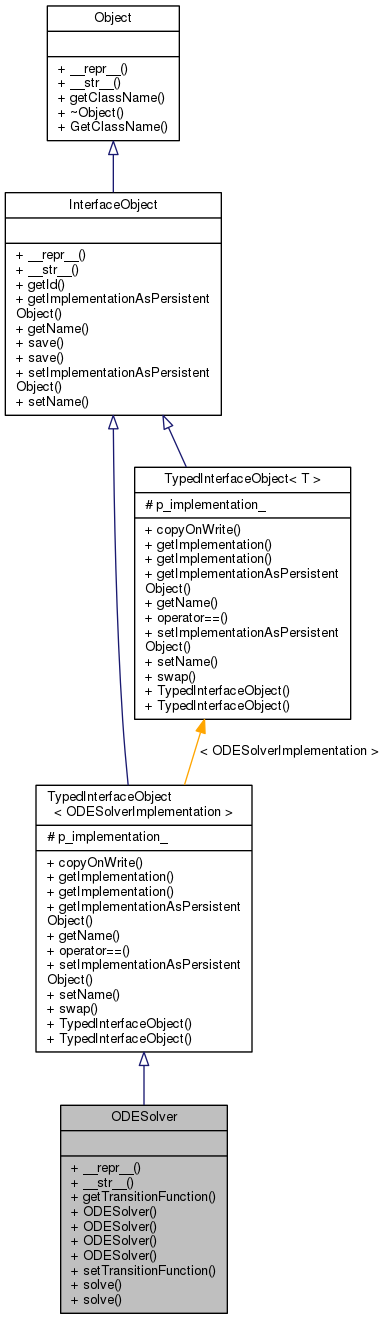 Object
+ __repr__()
+ __str__()
+ getClassName()
+ ~Object()
+ GetClassName()
InterfaceObject
+ __repr__()
+ __str__()
+ getId()
+ getImplementationAsPersistent
Object()
+ getName()
+ save()
+ save()
+ setImplementationAsPersistent
Object()
+ setName()
TypedInterfaceObject< T >
# p_implementation_
+ copyOnWrite()
+ getImplementation()
+ getImplementation()
+ getImplementationAsPersistent
Object()
+ getName()
+ operator==()
+ setImplementationAsPersistent
Object()
+ setName()
+ swap()
+ TypedInterfaceObject()
+ TypedInterfaceObject()
< ODESolverImplementation >
TypedInterfaceObject
< ODESolverImplementation >
# p_implementation_
+ copyOnWrite()
+ getImplementation()
+ getImplementation()
+ getImplementationAsPersistent
Object()
+ getName()
+ operator==()
+ setImplementationAsPersistent
Object()
+ setName()
+ swap()
+ TypedInterfaceObject()
+ TypedInterfaceObject()
ODESolver
+ __repr__()
+ __str__()
+ getTransitionFunction()
+ ODESolver()
+ ODESolver()
+ ODESolver()
+ ODESolver()
+ setTransitionFunction()
+ solve()
+ solve()